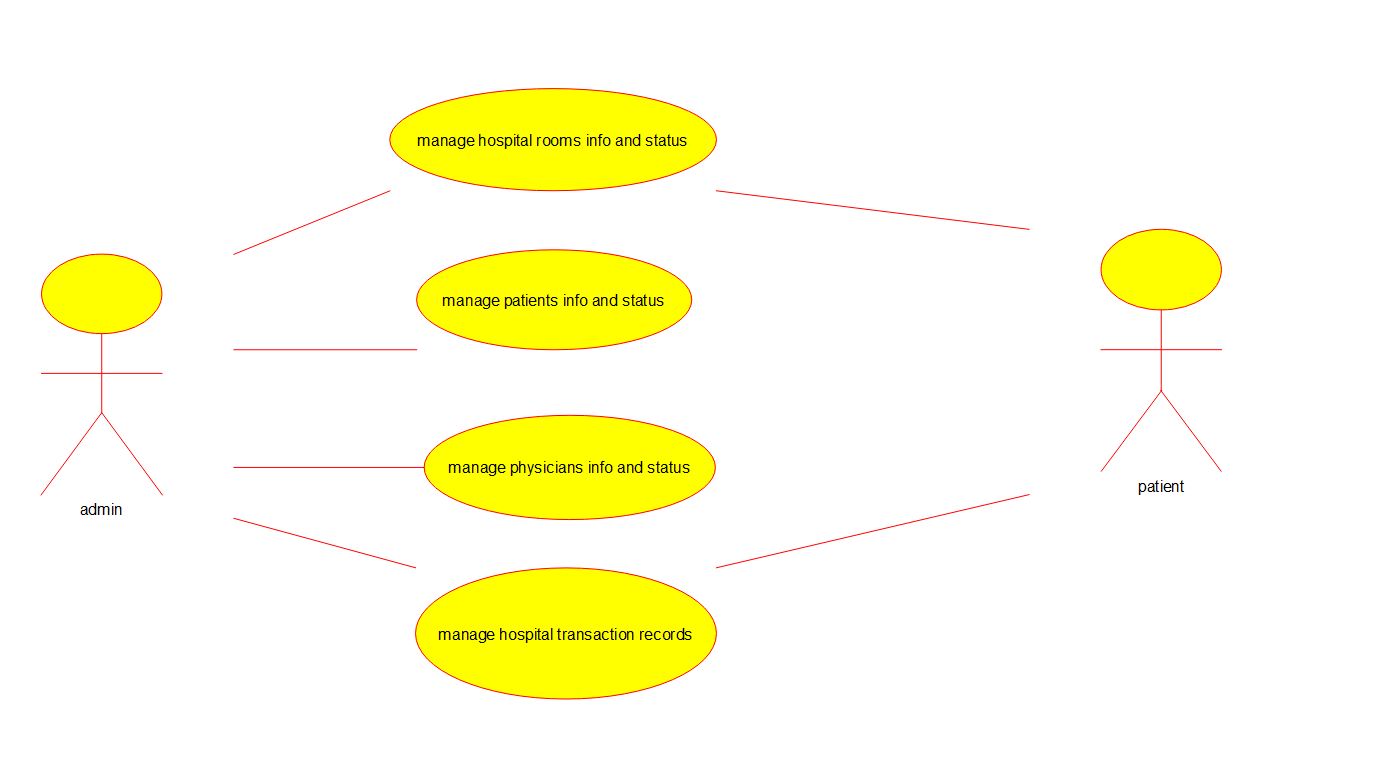 manage hospital rooms info and status
manage patients info and status
manage physicians info and status
admin
patient
manage hospital transaction records